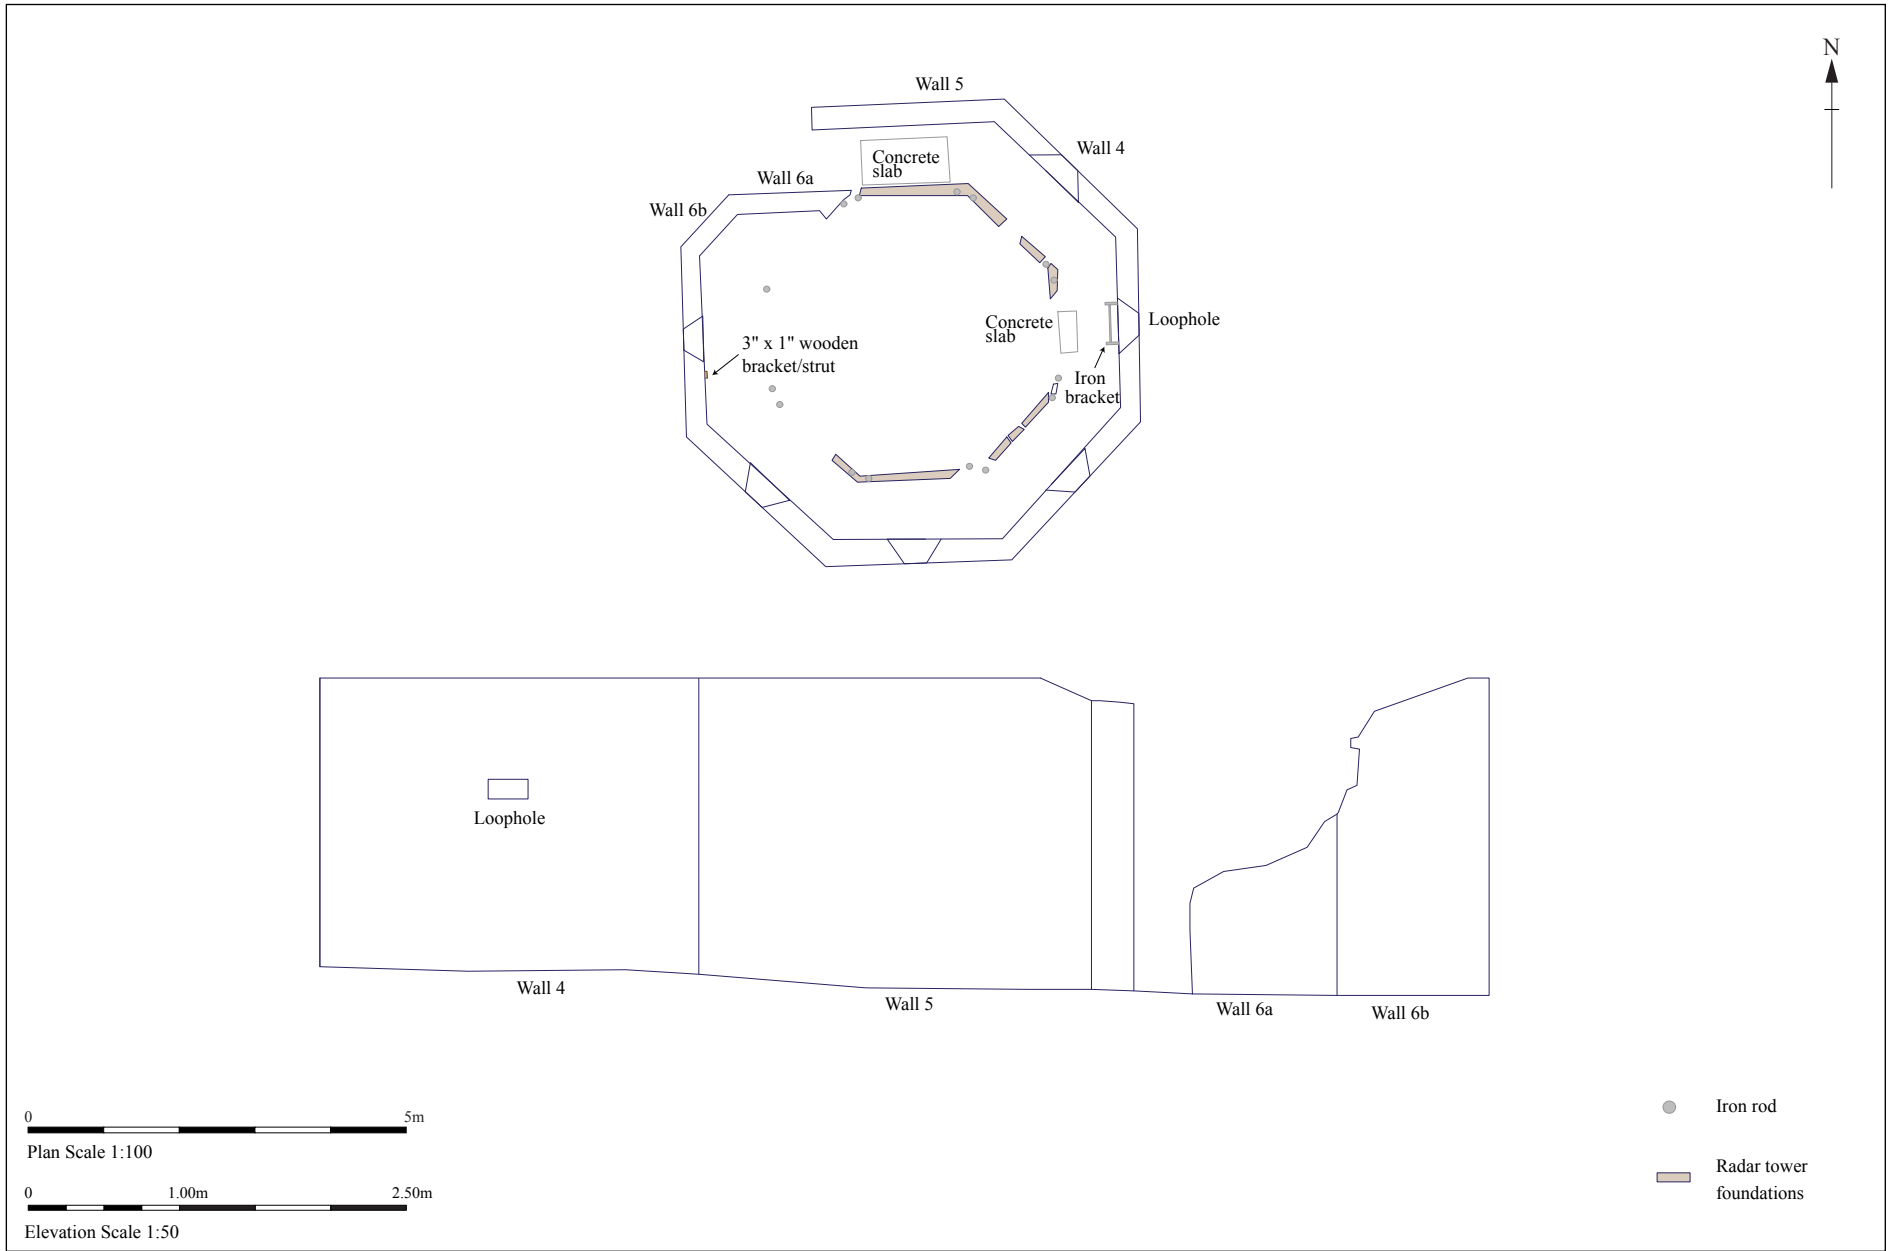 N
Wall 5
Wall 4
Concrete
slab
Wall 6a
Wall 6b
Loophole
Concrete
slab
3" x 1" wooden
bracket/strut
Iron
bracket
Loophole
Wall 4
Wall 5
Wall 6a
Wall 6b
0 5m
Plan Scale 1:100
0 1.00m 2.50m
Elevation Scale 1:50
Iron rod
Radar tower
foundations